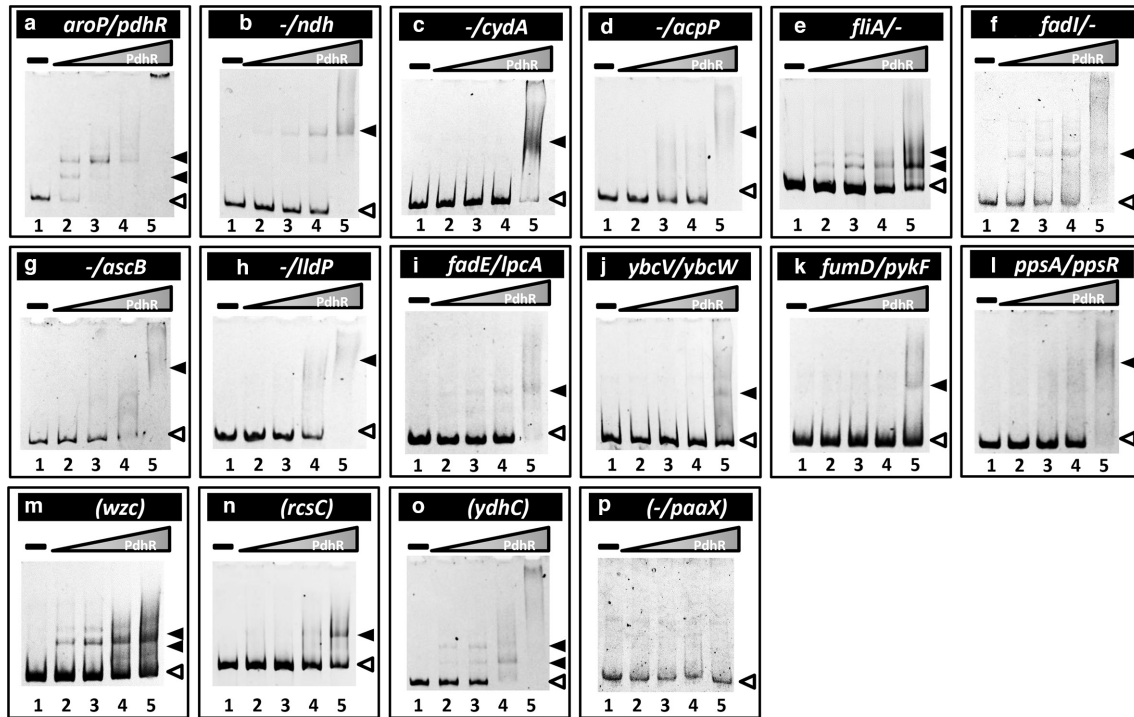 a aroP/pdhR
PdhR
1 2 3 4 5
b -/ndh
PdhR
1 2 3 4 5
c -/cydA
PdhR
1 2 3 4 5
d -/acpP
PdhR
1 2 3 4 5
e fliA/-
PdhR
1 2 3 4 5
f fadI/-
PdhR
1 2 3 4 5
g -/ascB
PdhR
1 2 3 4 5
h -/lldP
PdhR
1 2 3 4 5
i fadE/lpcA
PdhR
1 2 3 4 5
j ybcV/ybcW
PdhR
1 2 3 4 5
k fumD/pykF
PdhR
1 2 3 4 5
l ppsA/ppsR
PdhR
1 2 3 4 5
m (wzc)
PdhR
1 2 3 4 5
n (rcsC)
PdhR
1 2 3 4 5
o (ydhC)
PdhR
1 2 3 4 5
p (-/paaX)
PdhR
1 2 3 4 5